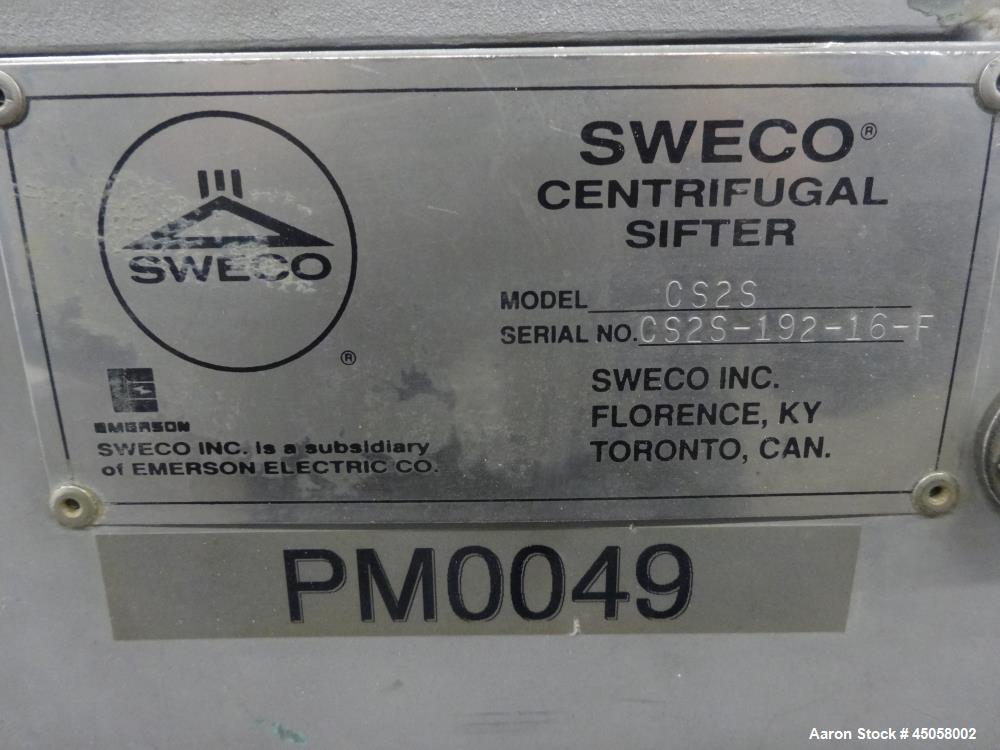 SWECO®
CENTRIFUGAL
SIFTER
SWECO
®
MODEL CS2S
SERIAL NO. CS2S-192-16-F
SWECO INC.
FLORENCE, KY
TORONTO, CAN.
EMERSON
SWECO INC. is a subsidiary
of EMERSON ELECTRIC CO.
PM0049
Aaron Stock # 45058002